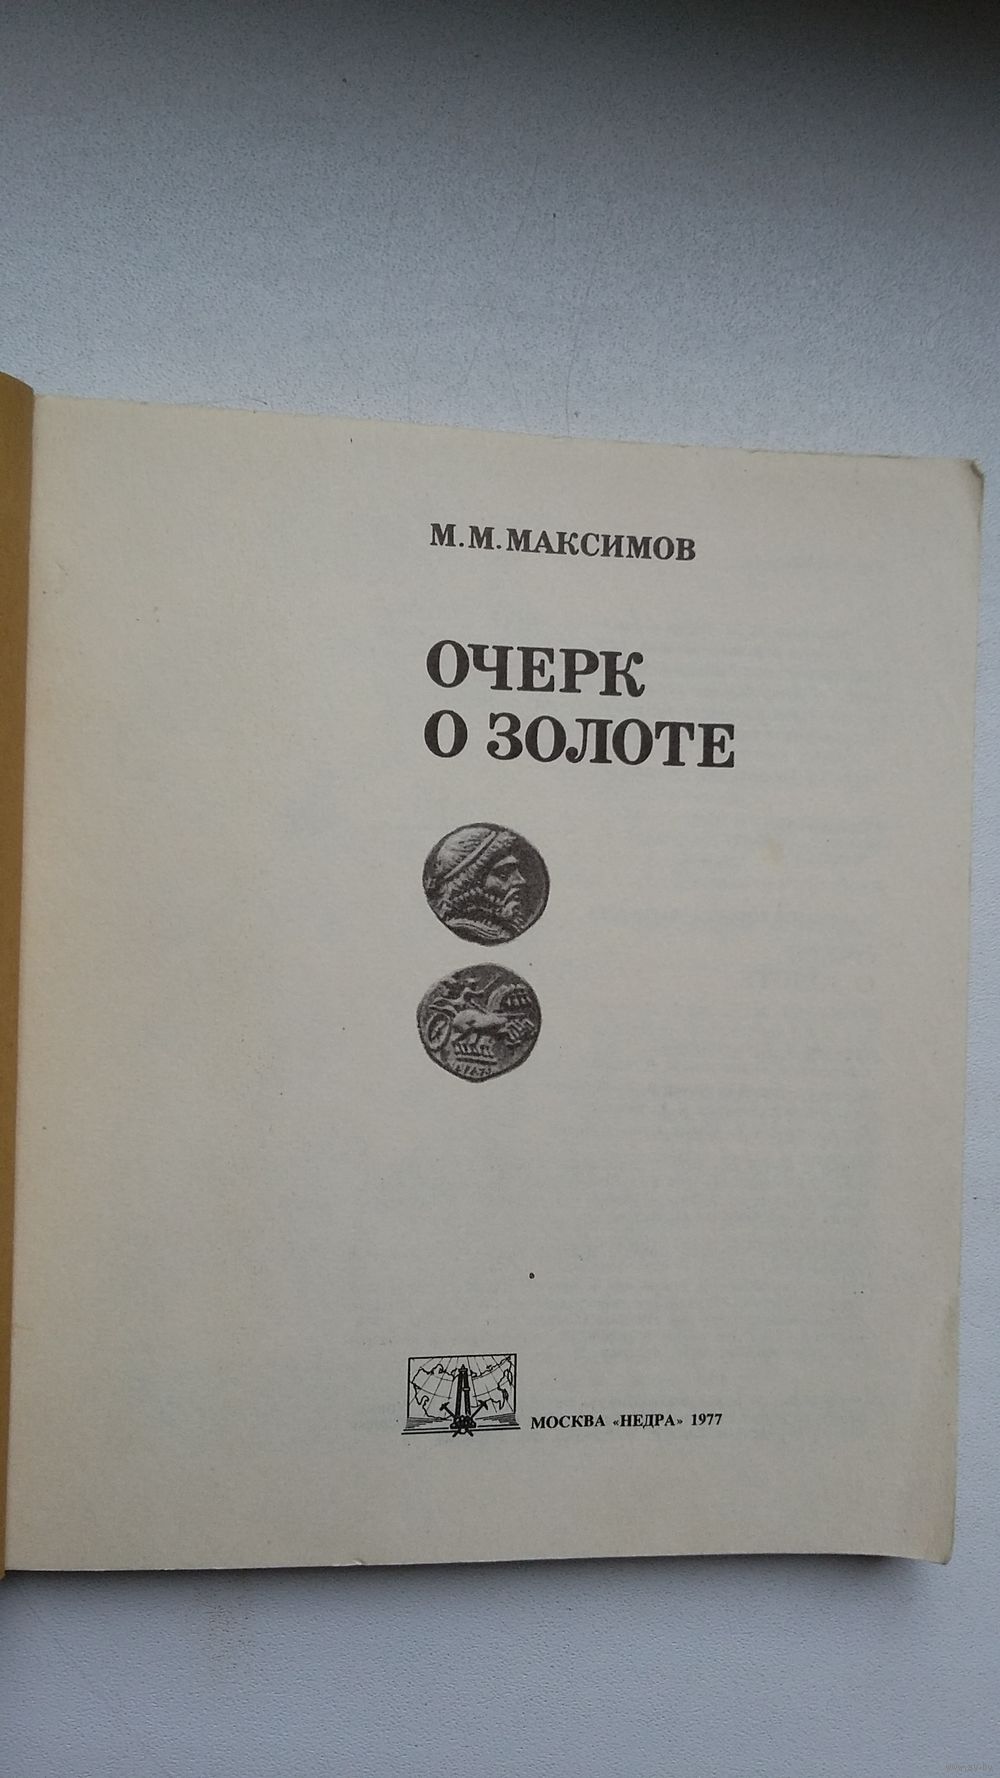 М.М.МАКСИМОВ
ОЧЕРК
О ЗОЛОТЕ
МОСКВА «НЕДРА» 1977